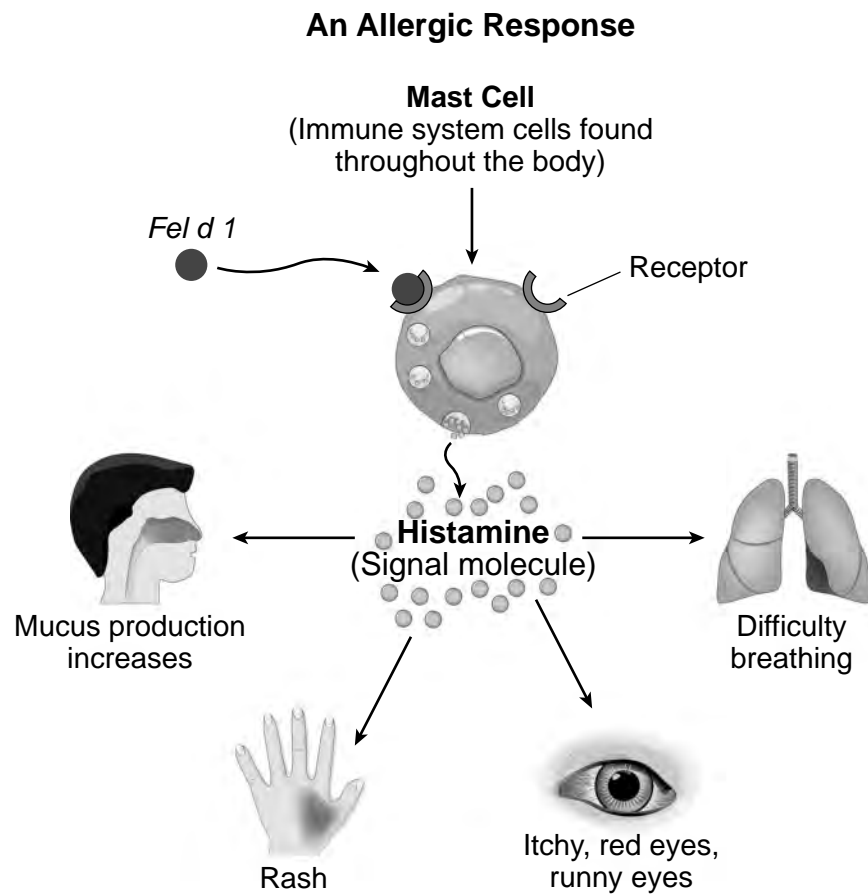 An Allergic Response
Mast Cell
(Immune system cells found
throughout the body)
Fel d 1
Receptor
Histamine
(Signal molecule)
Mucus production
increases
Difficulty
breathing
Rash
Itchy, red eyes,
runny eyes